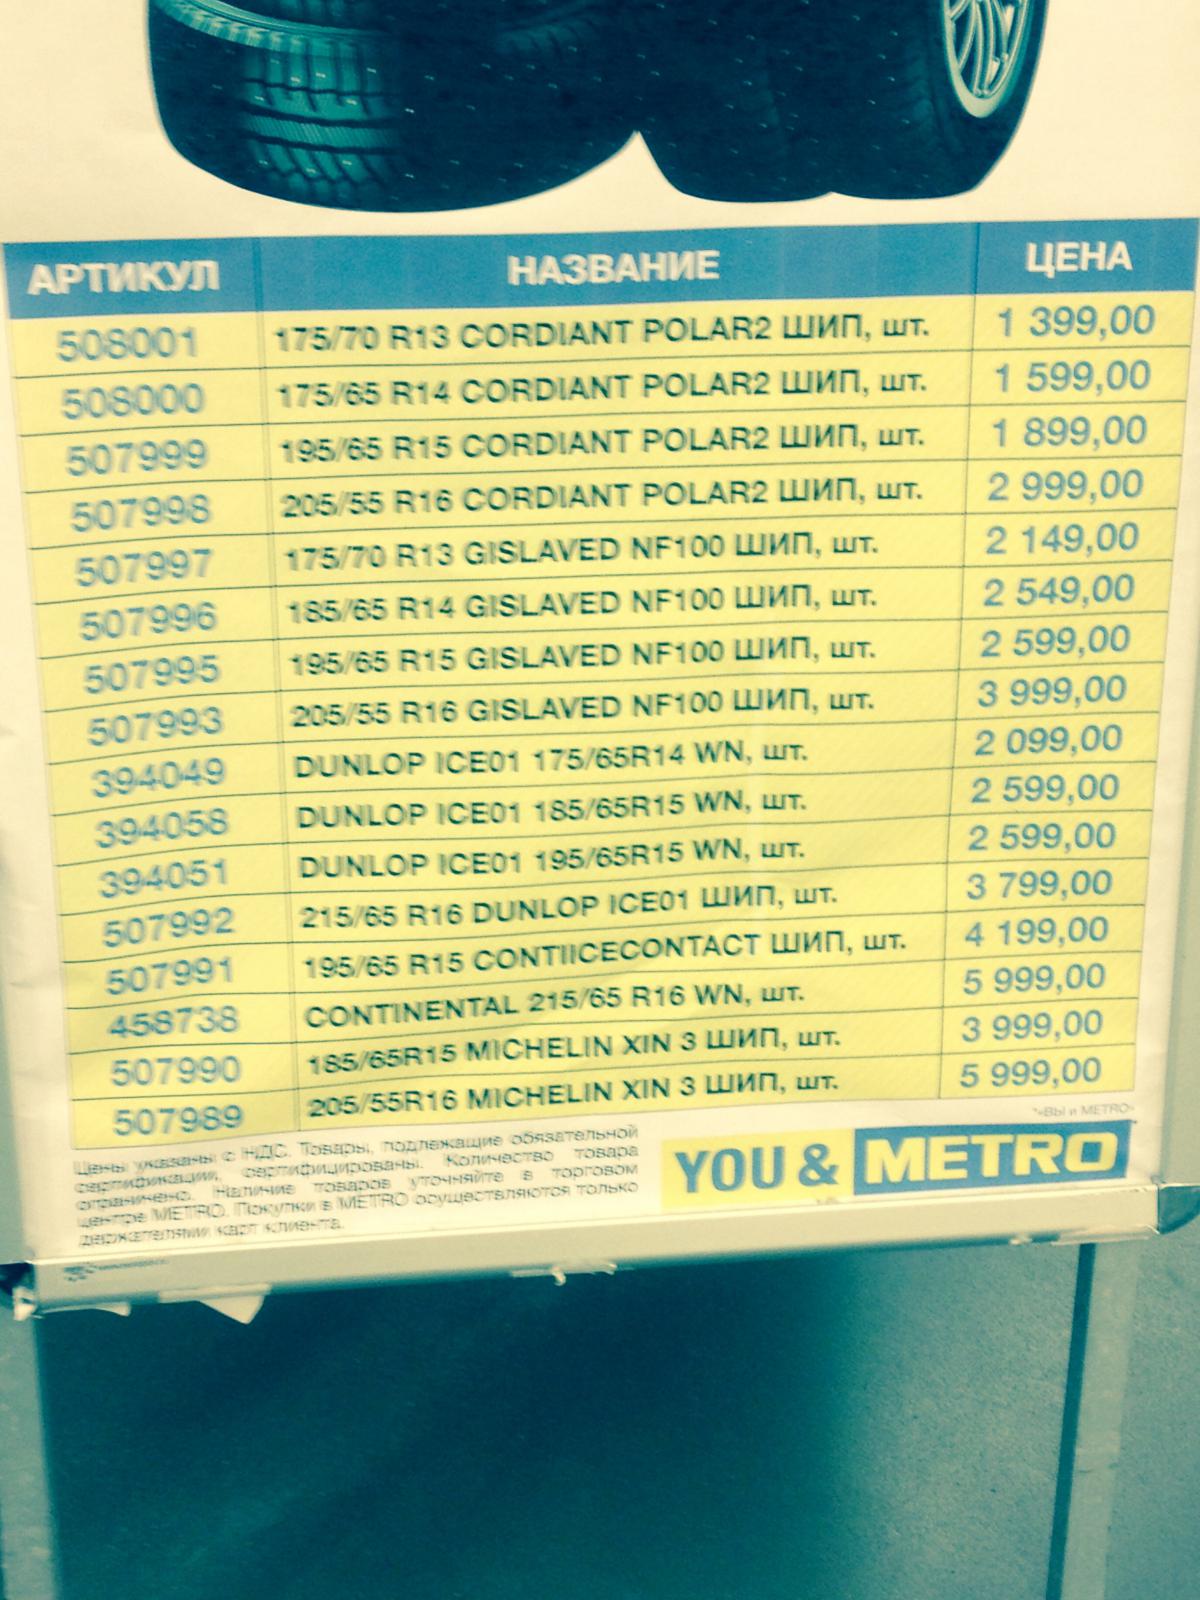 АРТИКУЛ НАЗВАНИЕ ЦЕНА
508001 175/70 R13 CORDIANT POLAR2 ШИП, шт. 1 399,00
508000 175/65 R14 CORDIANT POLAR2 ШИП, шт. 1 599,00
507999 195/65 R15 CORDIANT POLAR2 ШИП, шт. 1 899,00
507998 205/55 R16 CORDIANT POLAR2 ШИП, шт. 2 999,00
507997 175/70 R13 GISLAVED NF100 ШИП, шт. 2 149,00
507996 185/65 R14 GISLAVED NF100 ШИП, шт. 2 549,00
507995 195/65 R15 GISLAVED NF100 ШИП, шт. 2 599,00
507993 205/55 R16 GISLAVED NF100 ШИП, шт. 3 999,00
394049 DUNLOP ICE01 175/65R14 WN, шт. 2 099,00
394058 DUNLOP ICE01 185/65R15 WN, шт. 2 599,00
394051 DUNLOP ICE01 195/65R15 WN, шт. 2 599,00
507992 215/65 R16 DUNLOP ICE01 ШИП, шт. 3 799,00
507991 195/65 R15 CONTIICECONTACT ШИП, шт. 4 199,00
458738 CONTINENTAL 215/65 R16 WN, шт. 5 999,00
507990 185/65R15 MICHELIN XIN 3 ШИП, шт. 3 999,00
507989 205/55R16 MICHELIN XIN 3 ШИП, шт. 5 999,00
Цены указаны с НДС. Товары, подлежащие обязательной
сертификации, сертифицированы. Количество товара
ограничено. Наличие товаров уточняйте в торговом
центре METRO. Покупки в METRO осуществляются только
держателями карт клиента.
*«ВЫ и METRO»
YOU & METRO